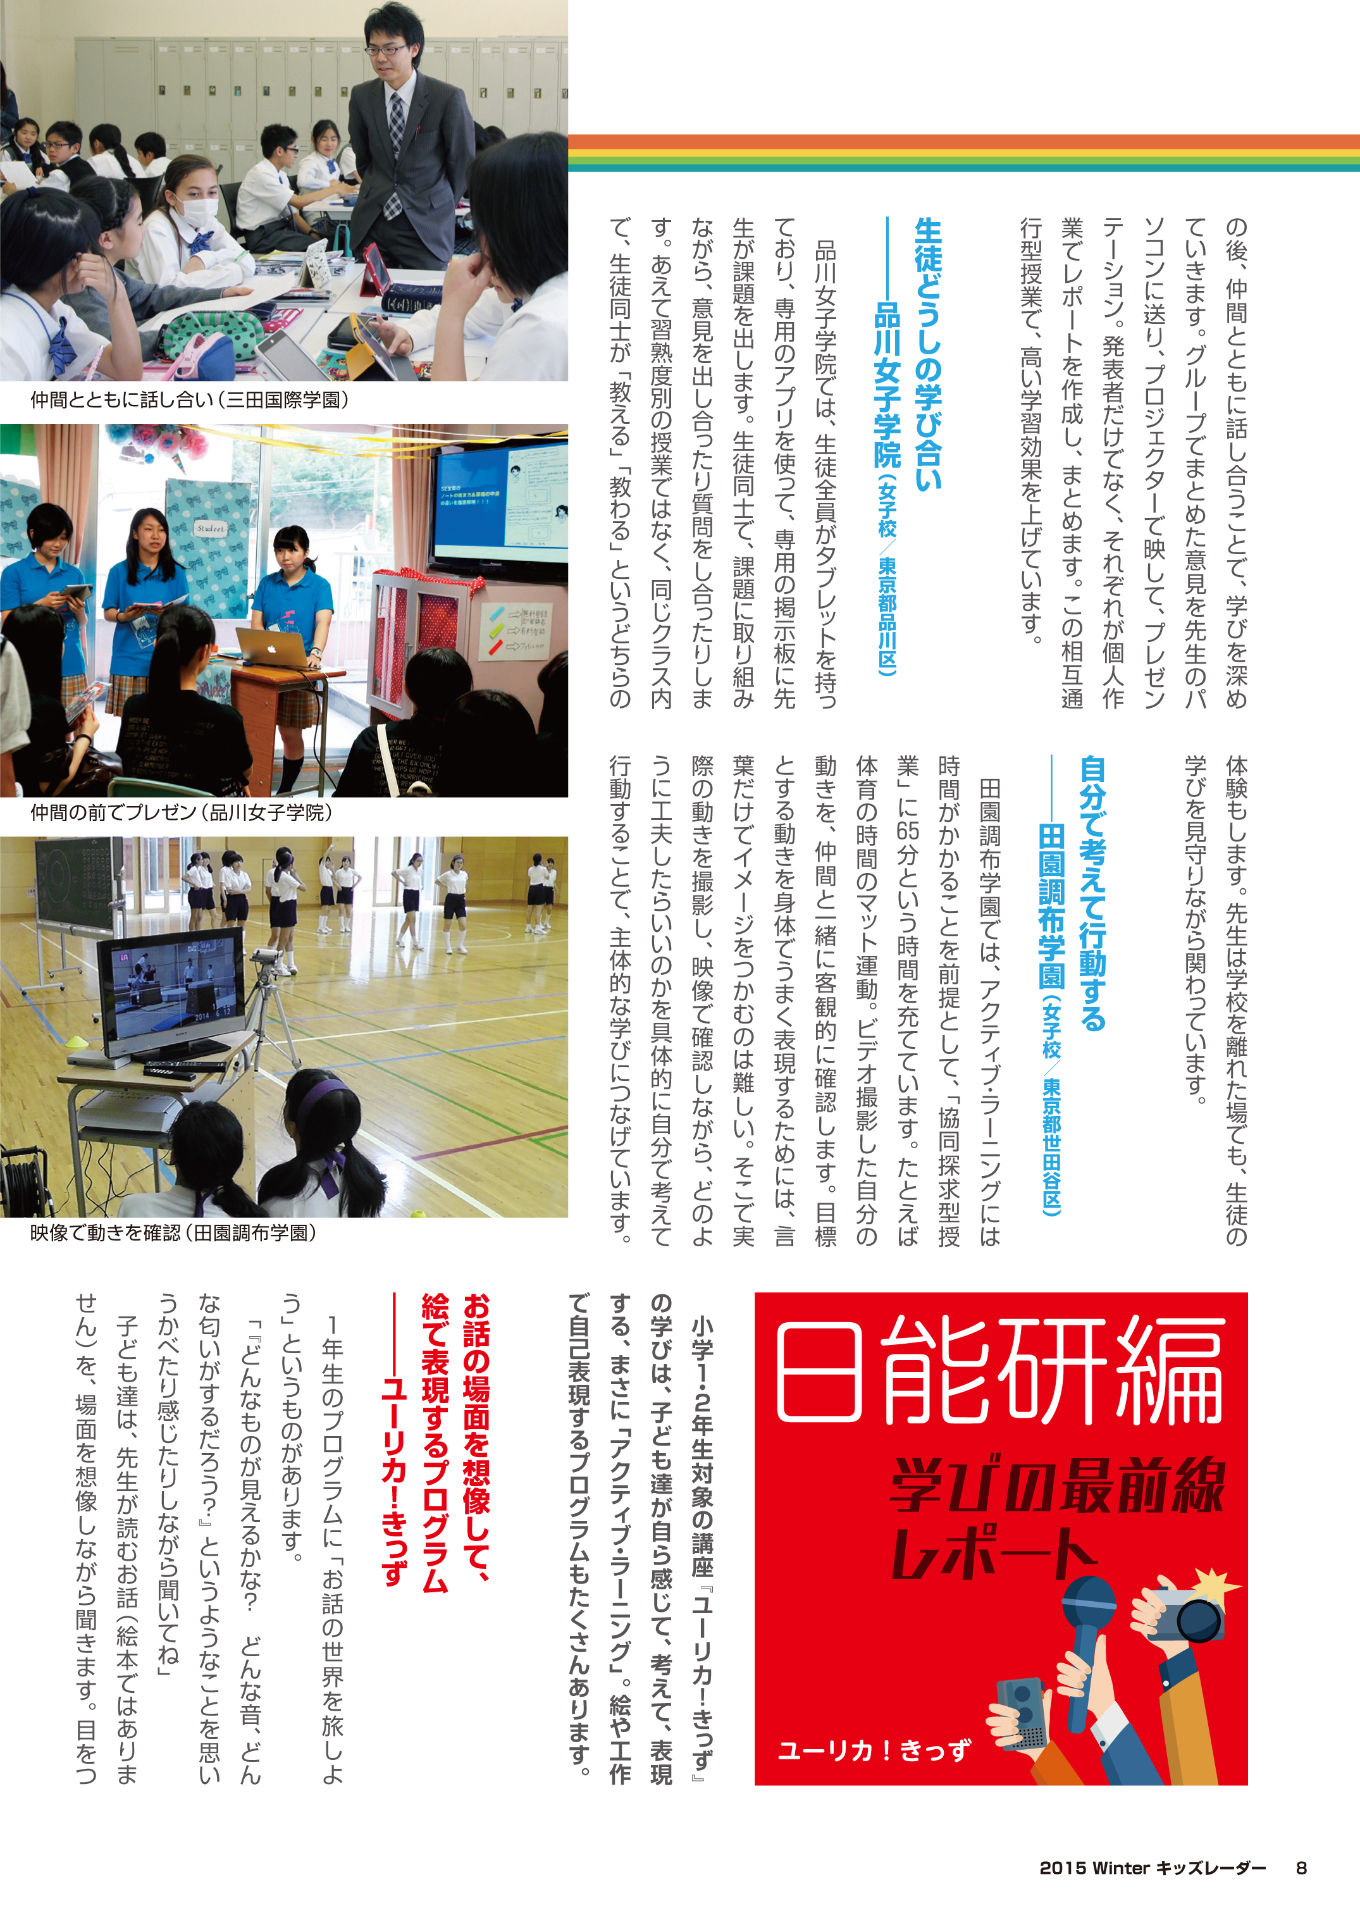 の後、仲間とともに話し合うことで、学びを深め
ていきます。グループでまとめた意見を先生のパ
ソコンに送り、プロジェクターで映して、プレゼン
テーション。発表者だけでなく、それぞれが個人作
業でレポートを作成し、まとめます。この相互通
行型授業で、高い学習効果を上げています。
生徒どうしの学び合い
――品川女子学院（女子校／東京都品川区）
品川女子学院では、生徒全員がタブレットを持っ
ており、専用のアプリを使って、専用の掲示板に先
生が課題を出します。生徒同士で、課題に取り組み
ながら、意見を出し合ったり質問をし合ったりしま
す。あえて習熟度別の授業ではなく、同じクラス内
で、生徒同士が「教える」「教わる」というどちらの
体験もします。先生は学校を離れた場でも、生徒の
学びを見守りながら関わっています。
自分で考えて行動する
――田園調布学園（女子校／東京都世田谷区）
田園調布学園では、アクティブ・ラーニングには
時間がかかることを前提として、「協同探求型授
業」に65分という時間を充てています。たとえば
体育の時間のマット運動。ビデオ撮影した自分の
動きを、仲間と一緒に客観的に確認します。目標
とする動きを身体でうまく表現するためには、言
葉だけでイメージをつかむのは難しい。そこで実
際の動きを撮影し、映像で確認しながら、どのよ
うに工夫したらいいのかを具体的に自分で考えて
行動することで、主体的な学びにつなげています。
仲間とともに話し合い（三田国際学園）
Student
仲間の前でプレゼン（品川女子学院）
2014 6 12
映像で動きを確認（田園調布学園）
日能研編
学びの最前線
レポート
ユーリカ！きっず
小学1・2年生対象の講座『ユーリカ！きっず』
の学びは、子ども達が自ら感じて、考えて、表現
する、まさに「アクティブ・ラーニング」。絵や工作
で自己表現するプログラムもたくさんあります。
お話の場面を想像して、
絵で表現するプログラム
――ユーリカ！きっず
1年生のプログラムに「お話の世界を旅しよ
う」というものがあります。
「『どんなものが見えるかな？　どんな音、どん
な匂いがするだろう？』というようなことを思い
うかべたり感じたりしながら聞いてね」
子ども達は、先生が読むお話（絵本ではありま
せん）を、場面を想像しながら聞きます。目をつ
2015 Winter キッズレーダー 8